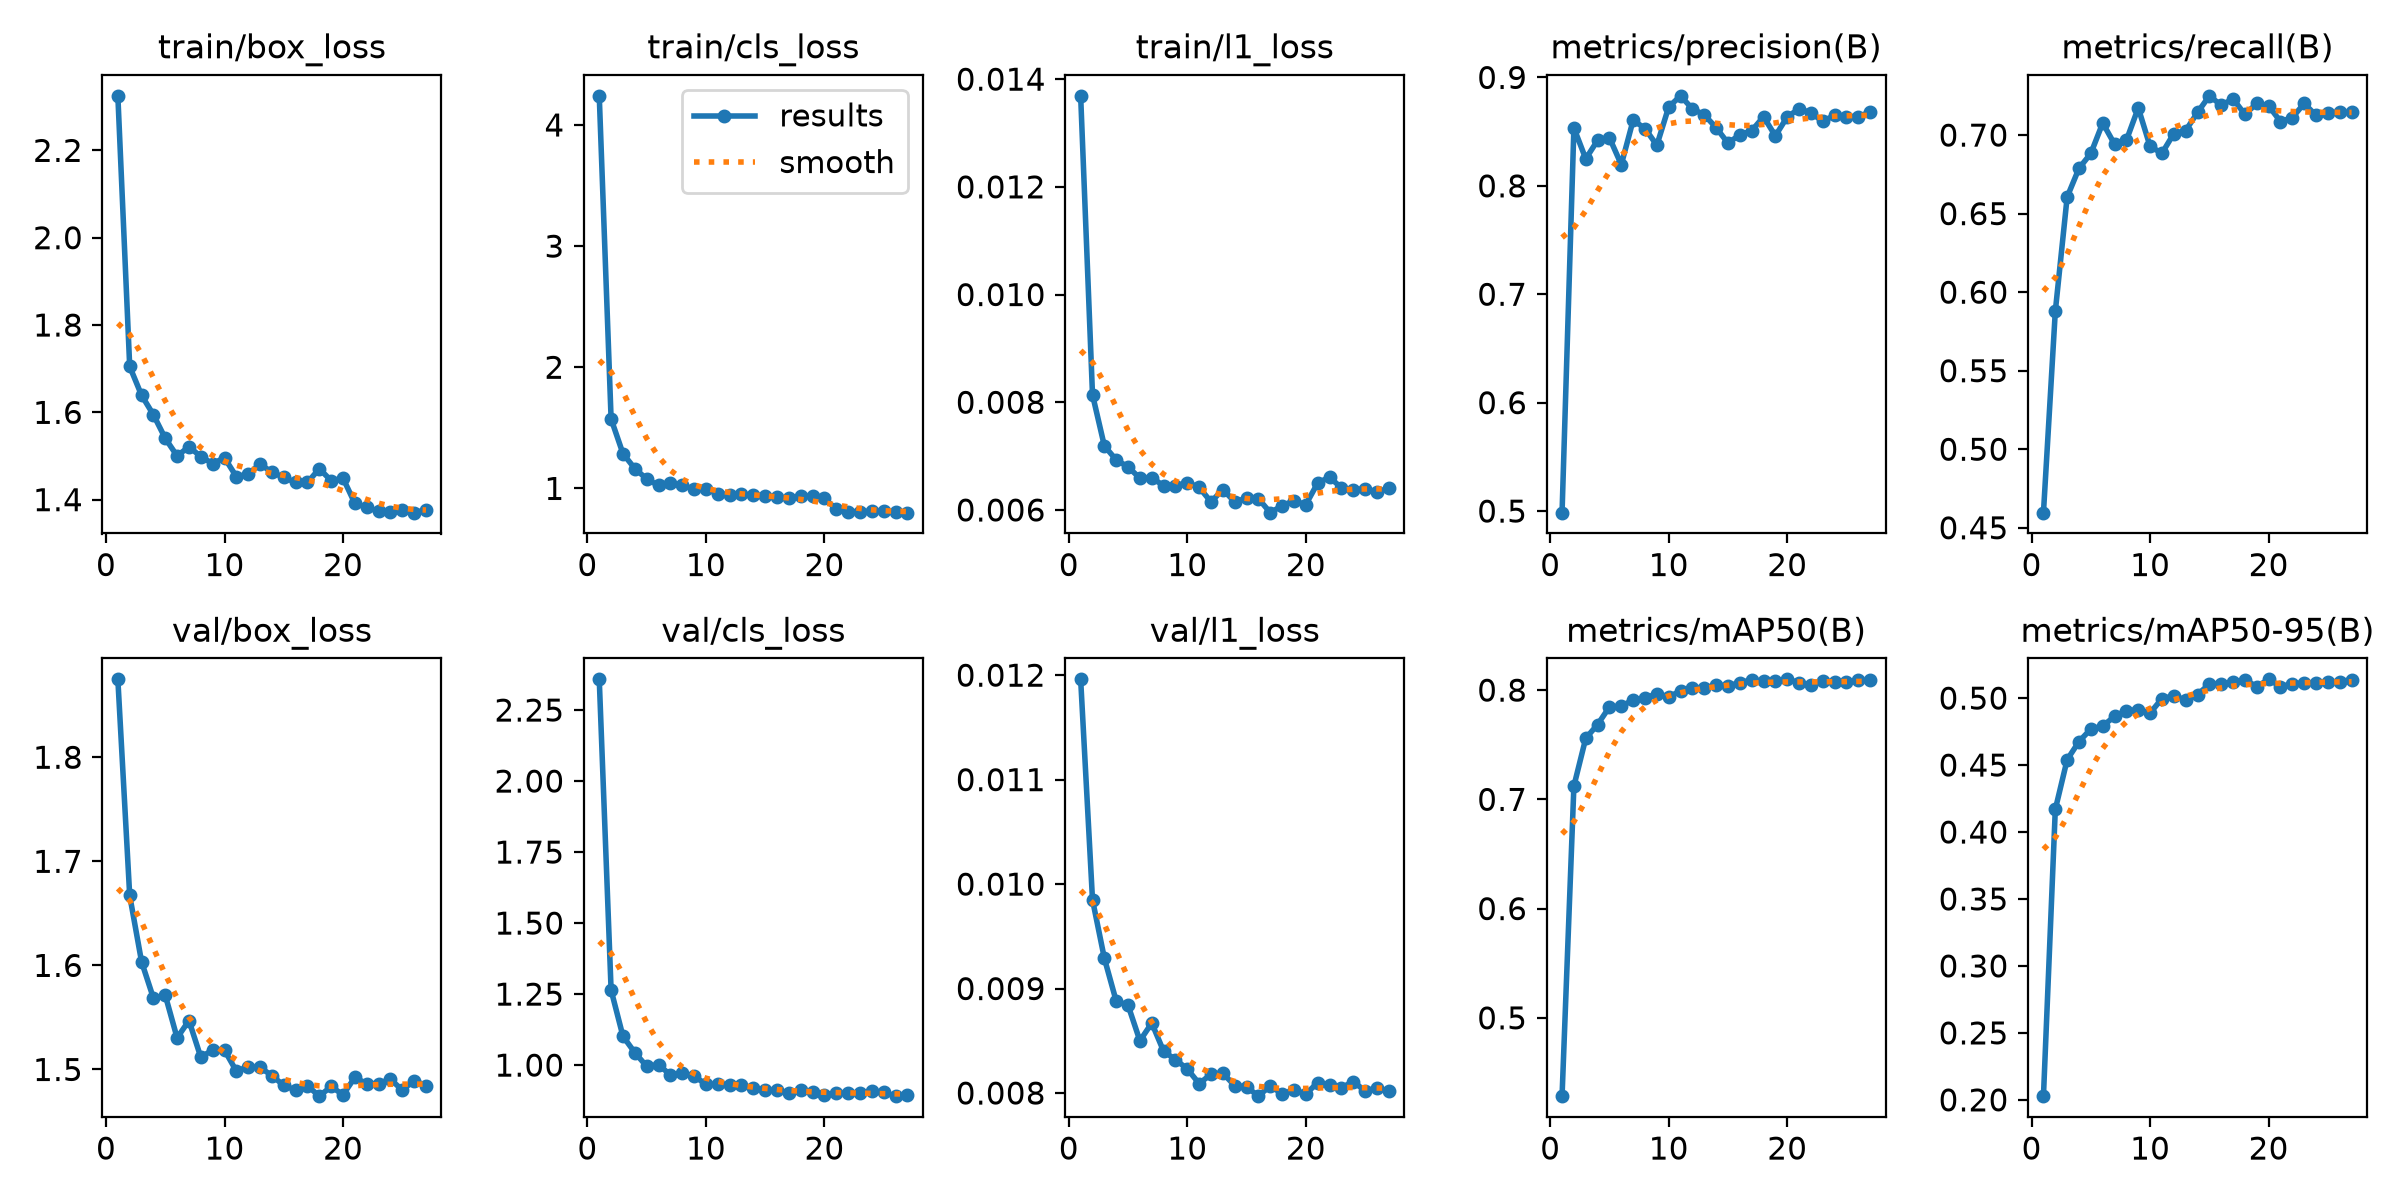 train/box_loss
2.2
2.0
1.8
1.6
1.4
0 10 20
train/cls_loss
results
smooth
4
3
2
1
0 10 20
train/l1_loss
0.014
0.012
0.010
0.008
0.006
0 10 20
metrics/precision(B)
0.9
0.8
0.7
0.6
0.5
0 10 20
metrics/recall(B)
0.70
0.65
0.60
0.55
0.50
0.45
0 10 20
val/box_loss
1.8
1.7
1.6
1.5
0 10 20
val/cls_loss
2.25
2.00
1.75
1.50
1.25
1.00
0 10 20
val/l1_loss
0.012
0.011
0.010
0.009
0.008
0 10 20
metrics/mAP50(B)
0.8
0.7
0.6
0.5
0 10 20
metrics/mAP50-95(B)
0.50
0.45
0.40
0.35
0.30
0.25
0.20
0 10 20